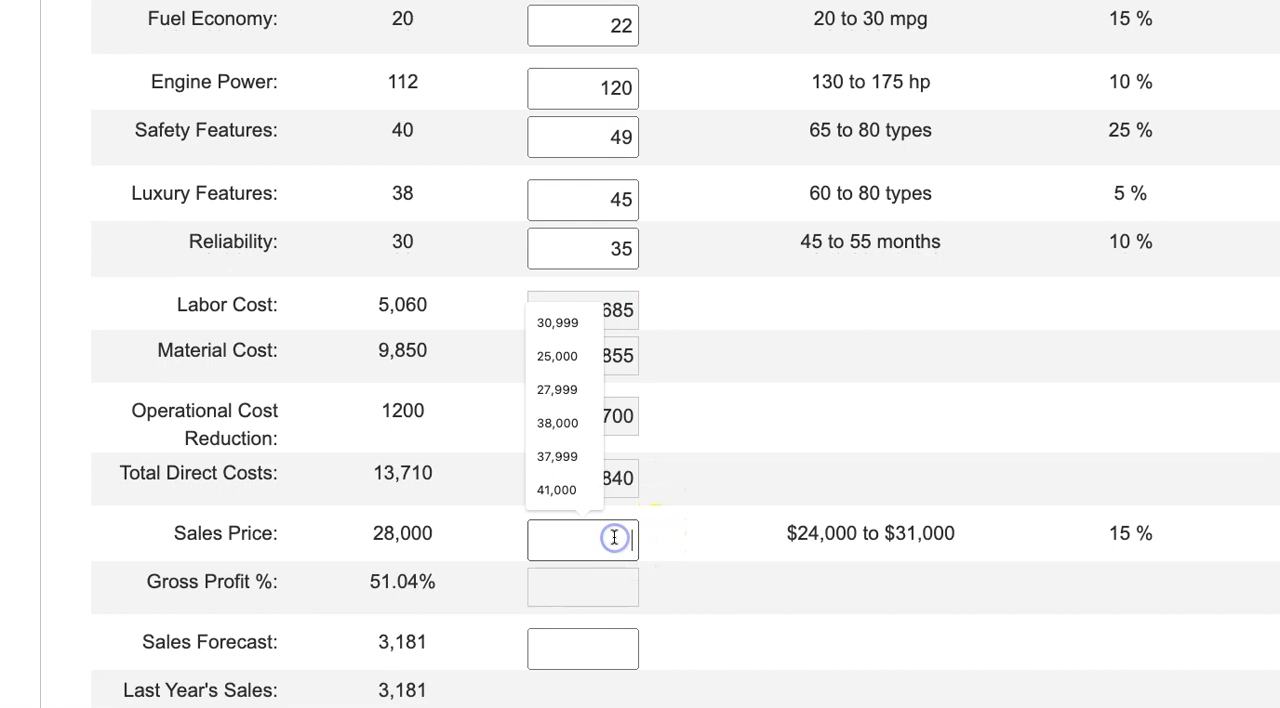 Fuel Economy: 20 22 20 to 30 mpg 15 %
Engine Power: 112 120 130 to 175 hp 10 %
Safety Features: 40 49 65 to 80 types 25 %
Luxury Features: 38 45 60 to 80 types 5 %
Reliability: 30 35 45 to 55 months 10 %
Labor Cost: 5,060 685
30,999
Material Cost: 9,850 855
25,000
27,999
Operational Cost 1200 700
Reduction:
38,000
37,999
Total Direct Costs: 13,710 840
41,000
Sales Price: 28,000 $24,000 to $31,000 15 %
Gross Profit %: 51.04%
Sales Forecast: 3,181
Last Year's Sales: 3,181